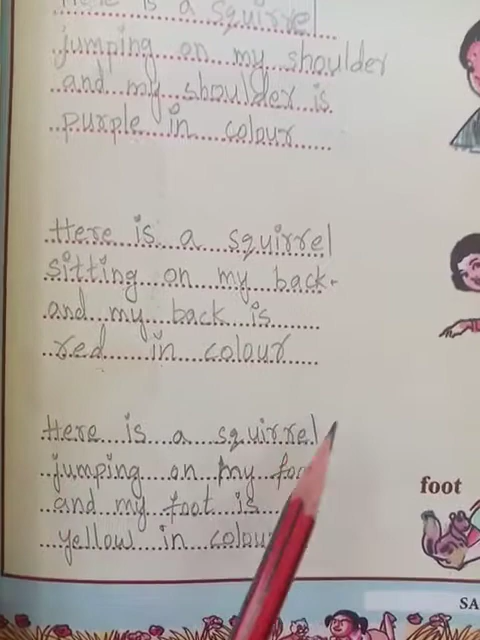 Here is a squirrel
jumping on my shoulder
and my shoulder is
purple in colour
Here is a squirrel
sitting on my back.
and my back is
red in colour
Here is a squirrel
jumping on my
foot
and my foot is
yellow in colour
SA